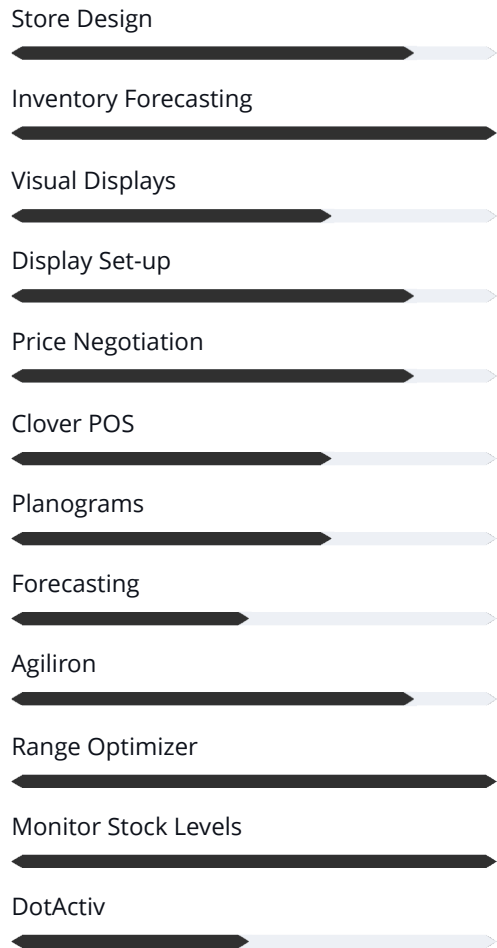 Store Design
Inventory Forecasting
Visual Displays
Display Set-up
Price Negotiation
Clover POS
Planograms
Forecasting
Agiliron
Range Optimizer
Monitor Stock Levels
DotActiv